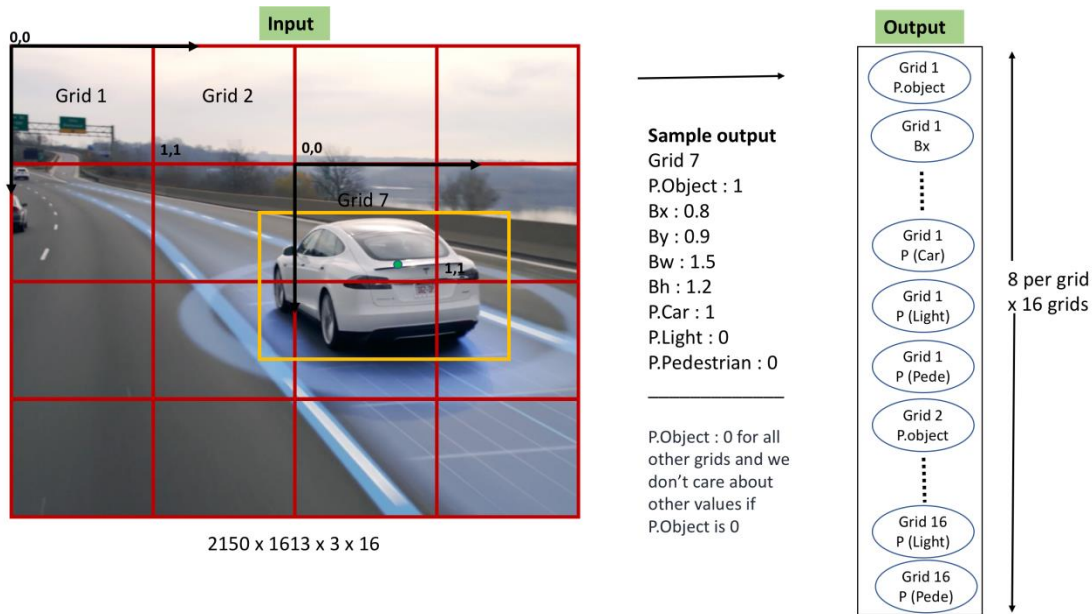 Input
0,0
Grid 1
Grid 2
1,1
0,0
Grid 7
1,1
2150 x 1613 x 3 x 16
Sample output
Grid 7
P.Object : 1
Bx : 0.8
By : 0.9
Bw : 1.5
Bh : 1.2
P.Car : 1
P.Light : 0
P.Pedestrian : 0
P.Object : 0 for all
other grids and we
don’t care about
other values if
P.Object is 0
Output
Grid 1
P.object
Grid 1
Bx
Grid 1
P (Car)
Grid 1
P (Light)
Grid 1
P (Pede)
Grid 2
P.object
Grid 16
P (Light)
Grid 16
P (Pede)
8 per grid
x 16 grids